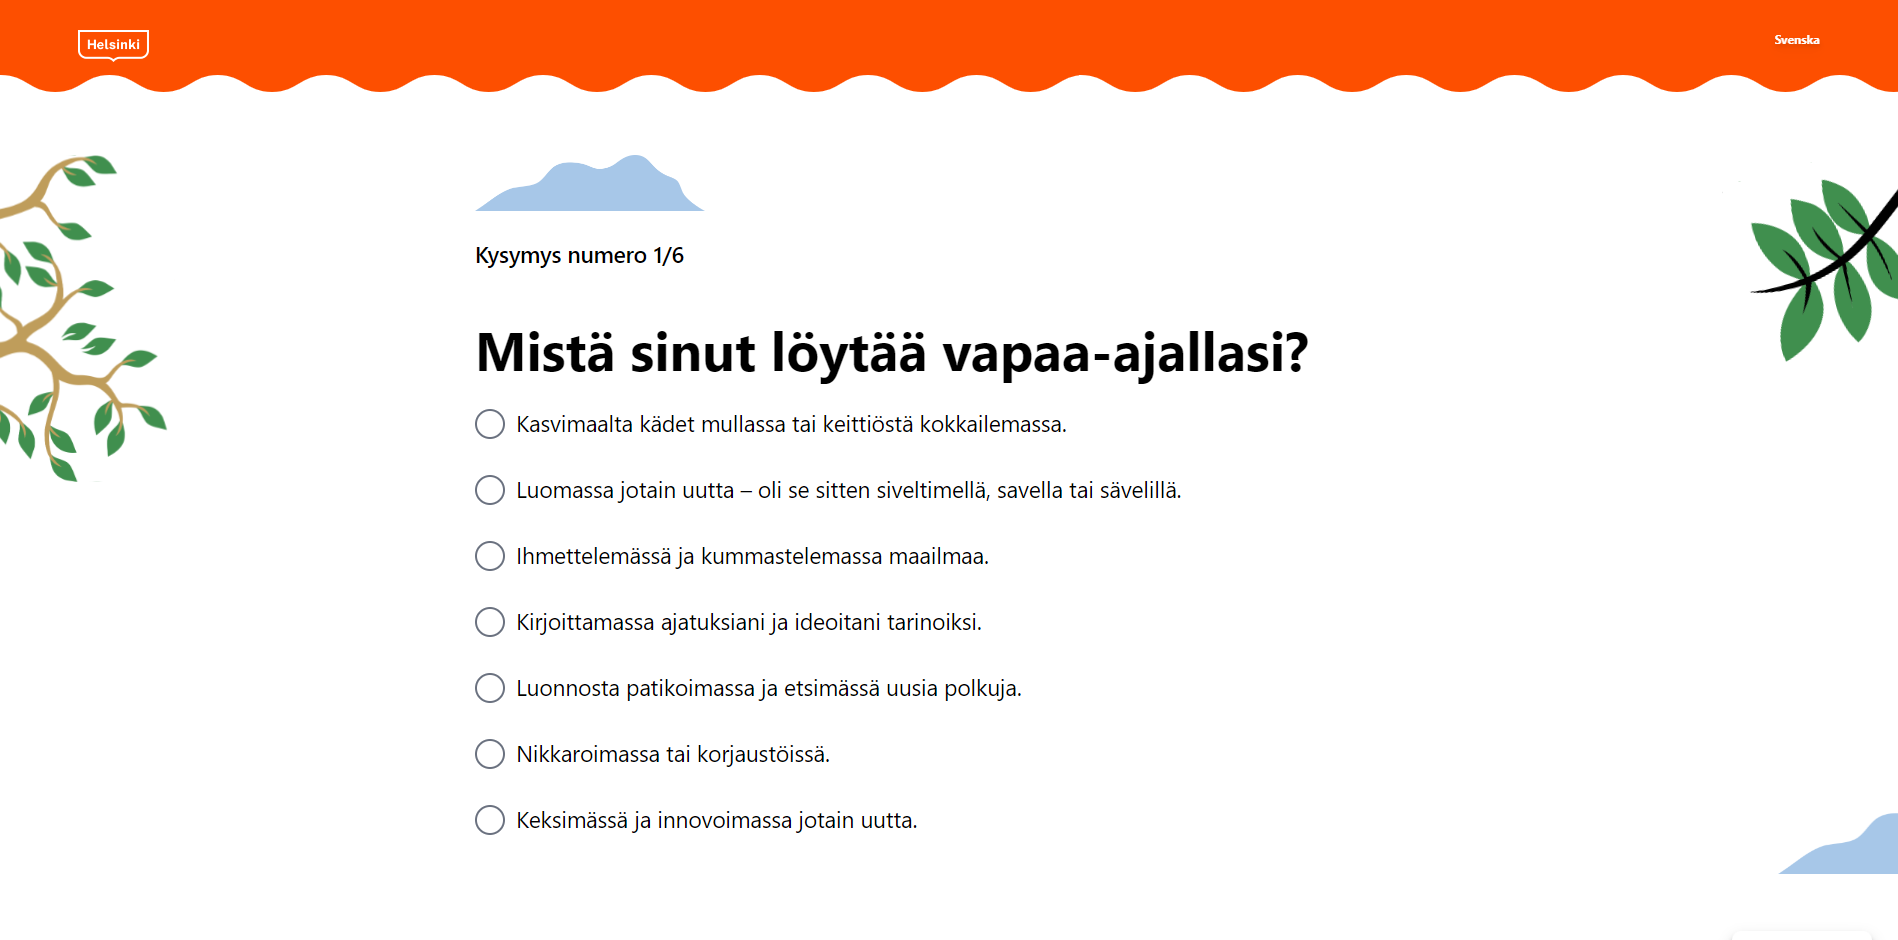 Helsinki
Svenska
Kysymys numero 1/6
Mistä sinut löytää vapaa-ajallasi?
Kasvimaalta kädet mullassa tai keittiöstä kokkailemassa.
Luomassa jotain uutta – oli se sitten siveltimellä, savella tai sävelillä.
Ihmettelemässä ja kummastelemassa maailmaa.
Kirjoittamassa ajatuksiani ja ideoitani tarinoiksi.
Luonnosta patikoimassa ja etsimässä uusia polkuja.
Nikkaroimassa tai korjaustöissä.
Keksimässä ja innovoimassa jotain uutta.